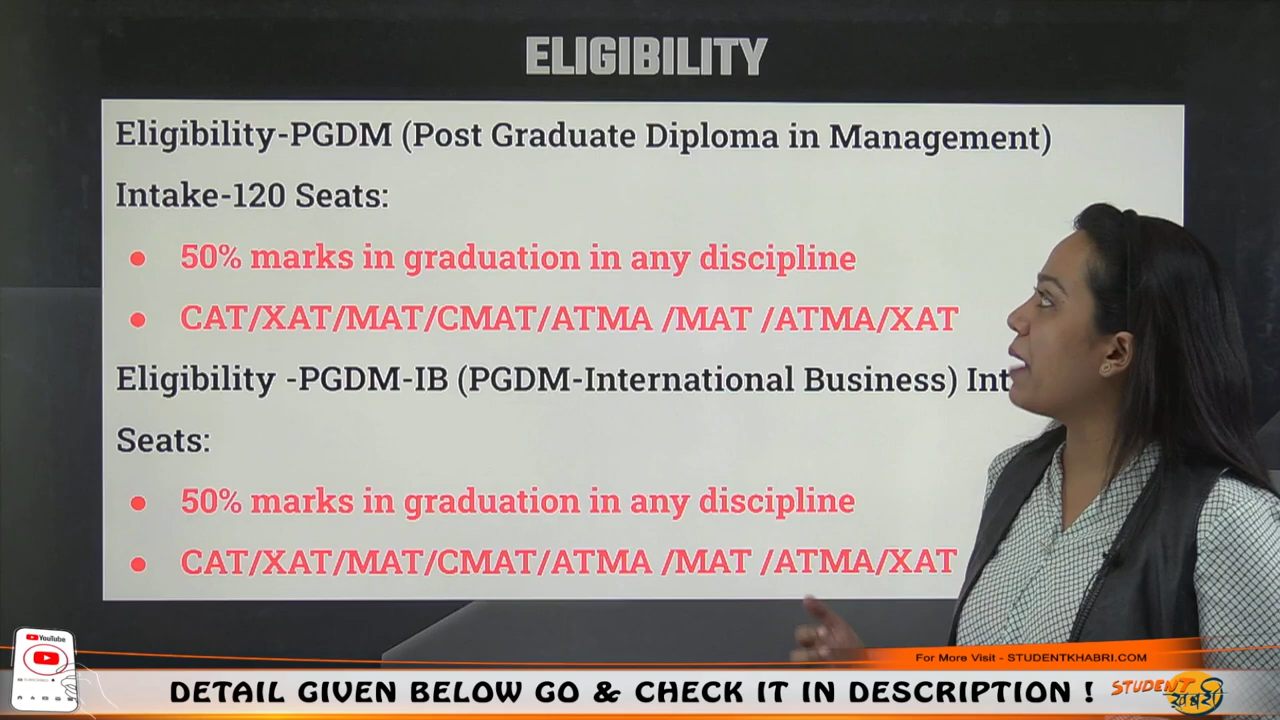 ELIGIBILITY
Eligibility-PGDM (Post Graduate Diploma in Management)
Intake-120 Seats:
● 50% marks in graduation in any discipline
● CAT/XAT/MAT/CMAT/ATMA /MAT /ATMA/XAT
Eligibility -PGDM-IB (PGDM-International Business) Int
Seats:
● 50% marks in graduation in any discipline
● CAT/XAT/MAT/CMAT/ATMA /MAT /ATMA/XAT
YouTube
For More Visit - STUDENTKHABRI.COM
DETAIL GIVEN BELOW GO & CHECK IT IN DESCRIPTION !
STUDENT
खबरी